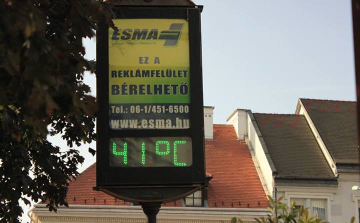 ESMA
EZ A
REKLÁMFELÜLET
BÉRELHETŐ
Tel.: 06-1/451-6500
www.esma.hu
41°C